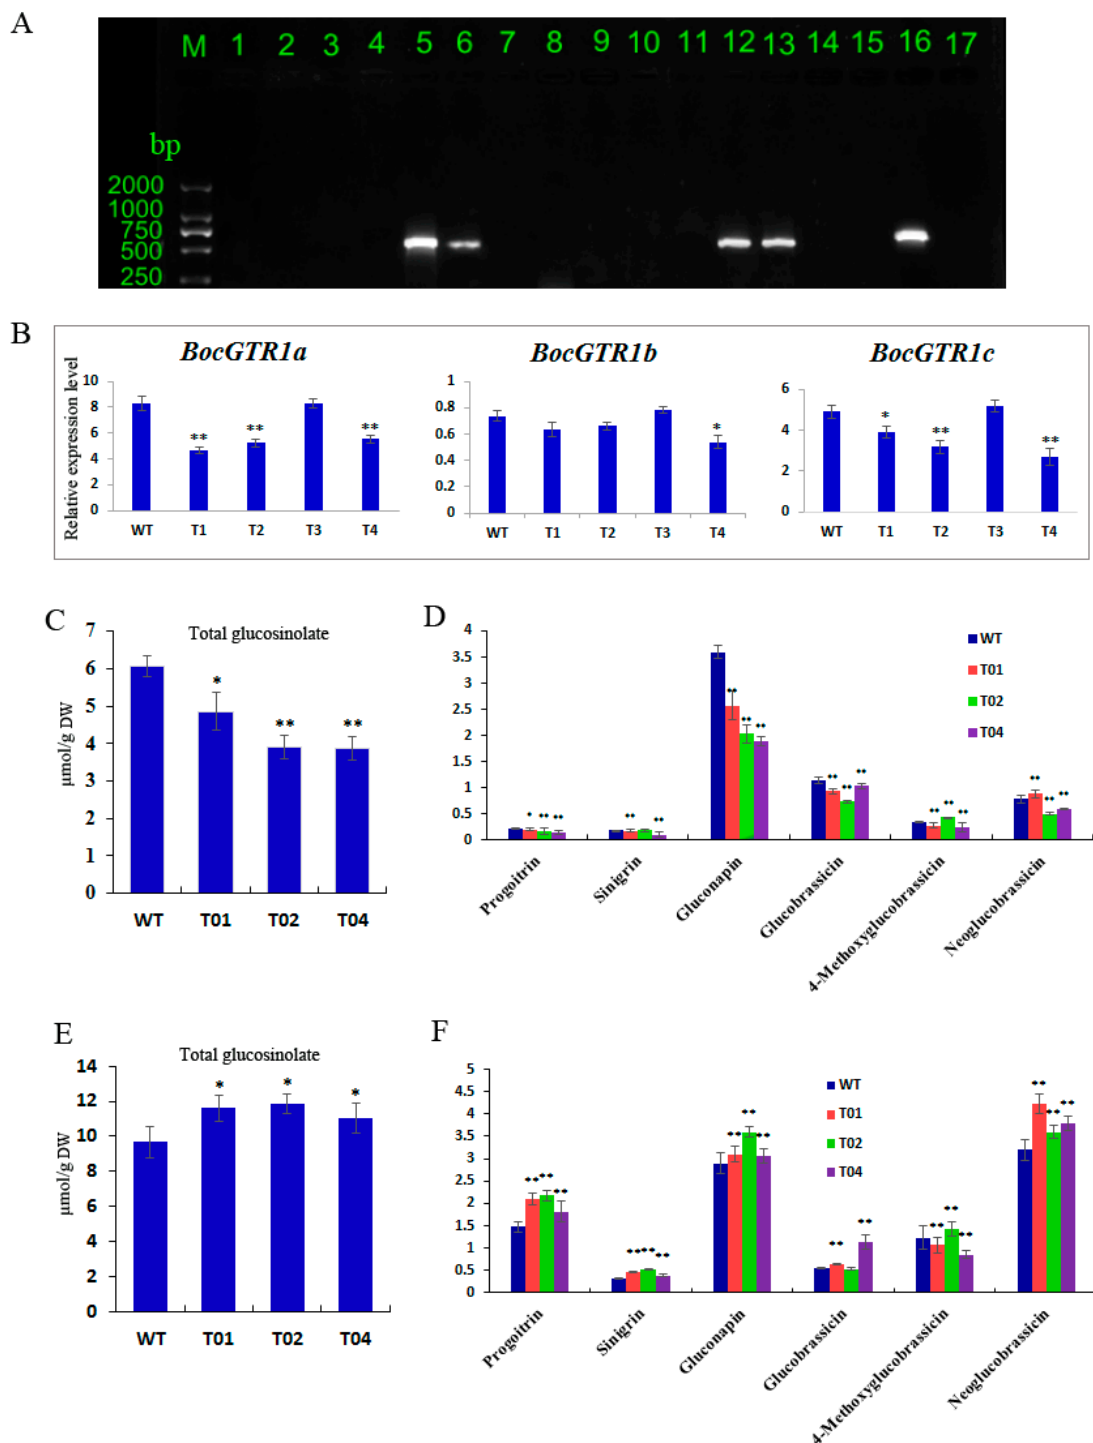 A
M 1 2 3 4 5 6 7 8 9 10 11 12 13 14 15 16 17
bp
2000
1000
750
500
250
B
BocGTR1a
BocGTR1b
BocGTR1c
Relative expression level
10
8
6
4
2
0
** ** **
WT T1 T2 T3 T4
1
0.8
0.6
0.4
0.2
0
*
WT T1 T2 T3 T4
6
4
2
0
* ** **
WT T1 T2 T3 T4
C
Total glucosinolate
μmol/g DW
7
6
5
4
3
2
1
0
* ** **
WT T01 T02 T04
D
4
3.5
3
2.5
2
1.5
1
0.5
0
WT
T01
T02
T04
* ** ** ** ** ** ** ** ** ** ** ** ** ** ** ** **
Progoitrin
Sinigrin
Gluconapin
Glucobrassicin
4-Methoxyglucobrassicin
Neoglucobrassicin
E
Total glucosinolate
μmol/g DW
14
12
10
8
6
4
2
0
* * *
WT T01 T02 T04
F
5
4.5
4
3.5
3
2.5
2
1.5
1
0.5
0
WT
T01
T02
T04
** ** ** ** ** ** ** ** ** ** ** ** ** ** ** ** **
Progoitrin
Sinigrin
Gluconapin
Glucobrassicin
4-Methoxyglucobrassicin
Neoglucobrassicin